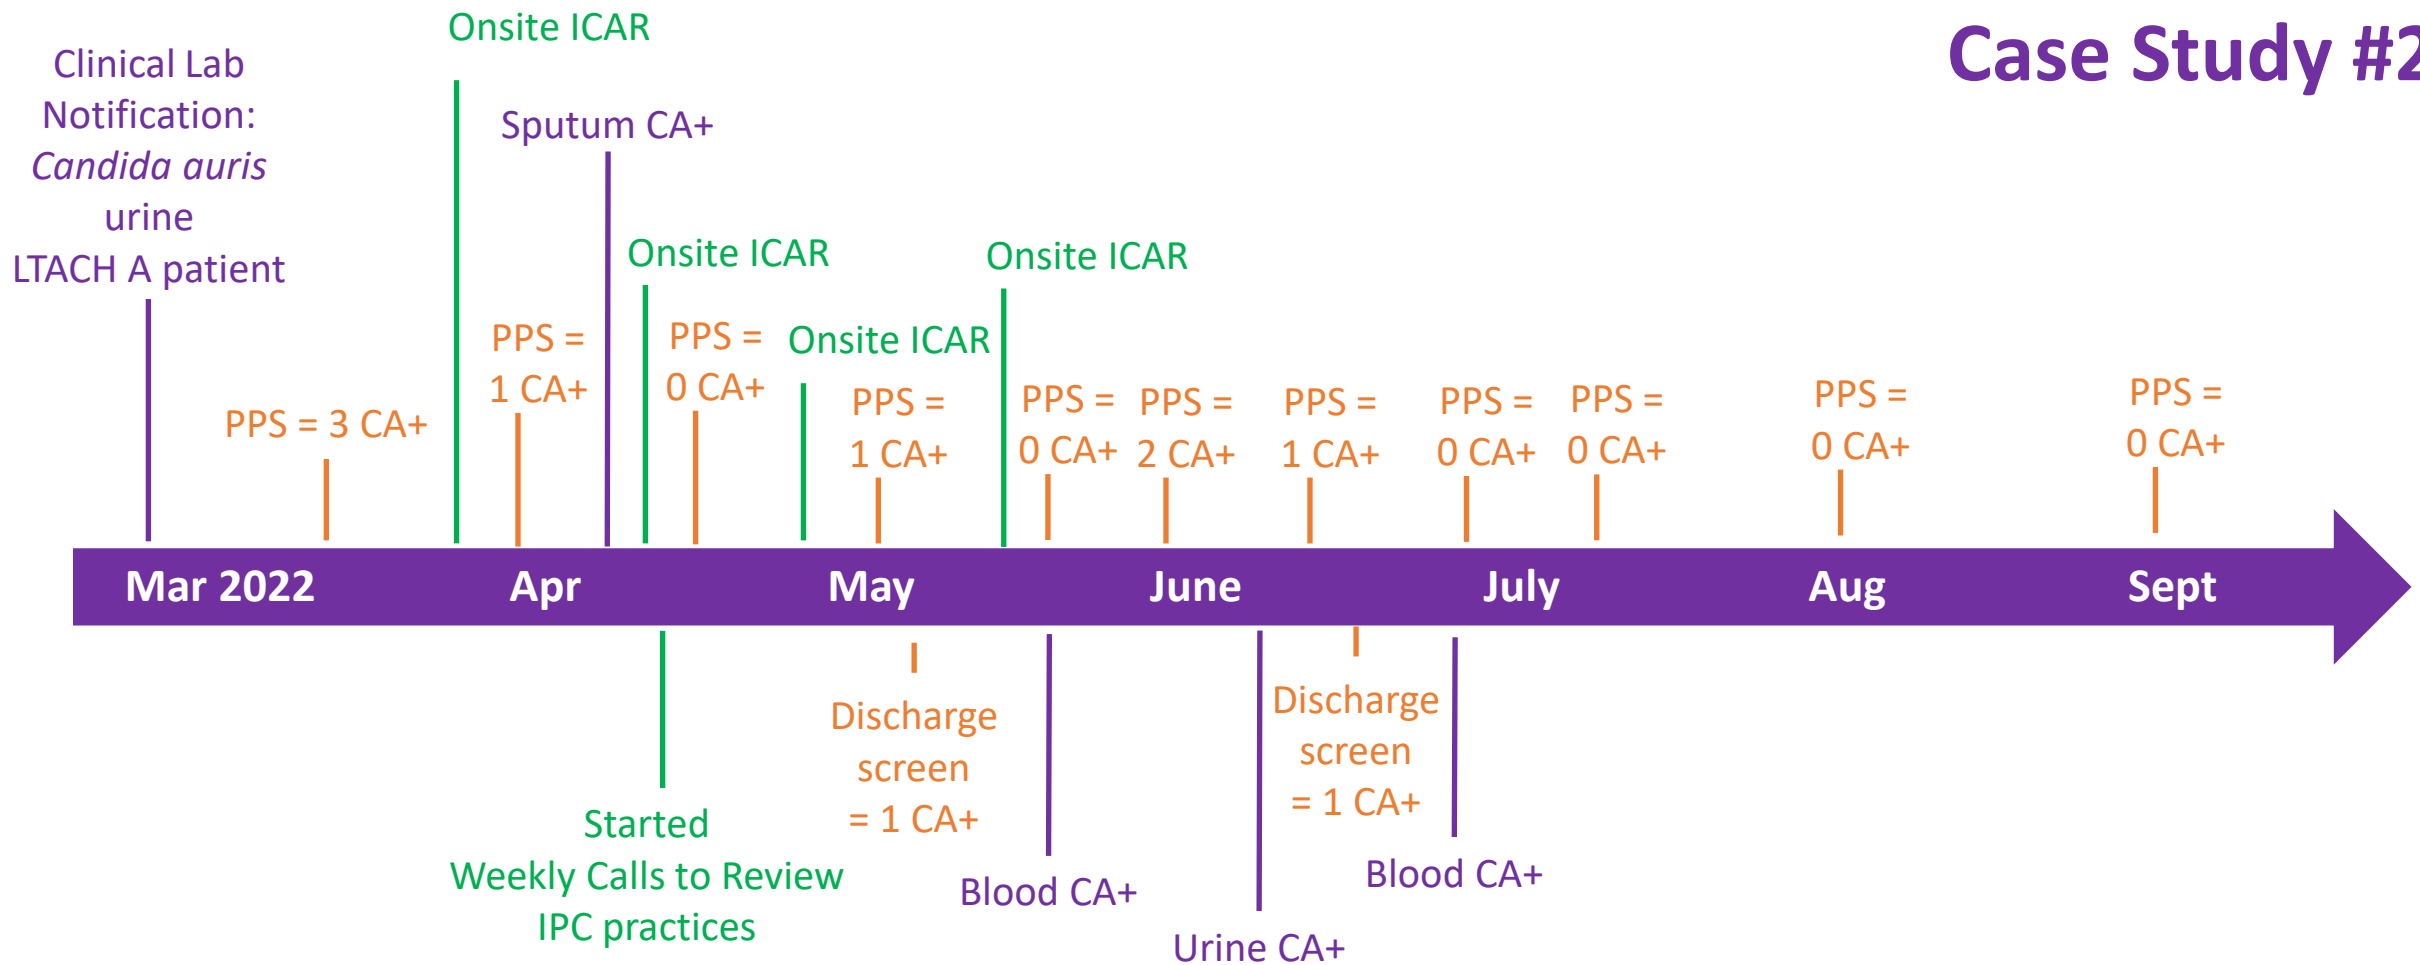 Case Study #2
Clinical Lab
Notification:
Candida auris
urine
LTACH A patient
PPS = 3 CA+
Onsite ICAR
PPS =
1 CA+
Sputum CA+
Onsite ICAR
PPS =
0 CA+
Onsite ICAR
PPS =
1 CA+
Onsite ICAR
PPS =
0 CA+
PPS =
2 CA+
PPS =
1 CA+
PPS =
0 CA+
PPS =
0 CA+
PPS =
0 CA+
PPS =
0 CA+
Mar 2022
Apr
May
June
July
Aug
Sept
Started
Weekly Calls to Review
IPC practices
Discharge
screen
= 1 CA+
Blood CA+
Urine CA+
Discharge
screen
= 1 CA+
Blood CA+